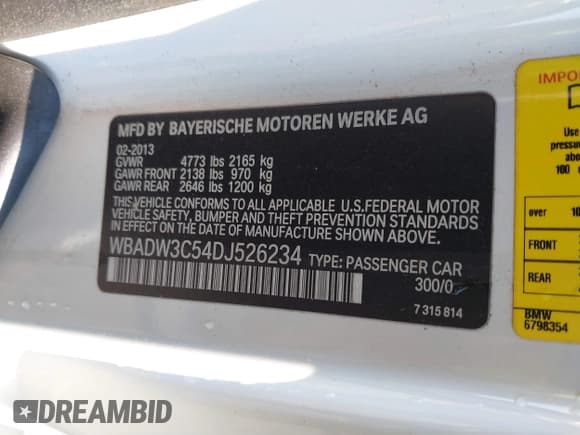 MFD BY BAYERISCHE MOTOREN WERKE AG
02-2013
GVWR 4773 lbs 2165 kg
GAWR FRONT 2138 lbs 970 kg
GAWR REAR 2646 lbs 1200 kg
THIS VEHICLE CONFORMS TO ALL APPLICABLE U.S.FEDERAL MOTOR
VEHICLE SAFETY, BUMPER AND THEFT PREVENTION STANDARDS
IN EFFECT ON THE DATE OF MANUFACTURE SHOWN ABOVE.
WBADW3C54DJ526234 TYPE: PASSENGER CAR
300/0
7 315 814
IMPO
Use
pressu
abo
100
over 10
FRONT
REAR
BMW
6798354
DREAMBID